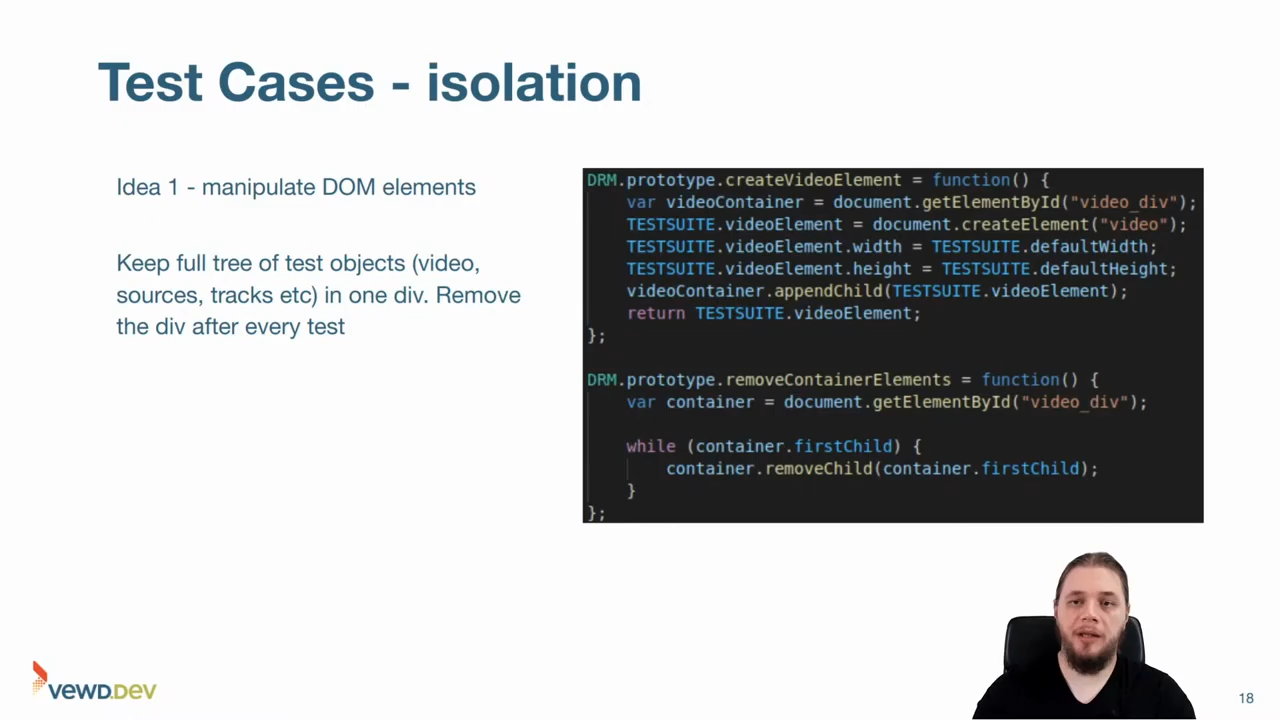 Test Cases - isolation
Idea 1 - manipulate DOM elements
Keep full tree of test objects (video,
sources, tracks etc) in one div. Remove
the div after every test
DRM.prototype.createVideoElement = function() {
    var videoContainer = document.getElementById("video_div");
    TESTSUITE.videoElement = document.createElement("video");
    TESTSUITE.videoElement.width = TESTSUITE.defaultWidth;
    TESTSUITE.videoElement.height = TESTSUITE.defaultHeight;
    videoContainer.appendChild(TESTSUITE.videoElement);
    return TESTSUITE.videoElement;
};
DRM.prototype.removeContainerElements = function() {
    var container = document.getElementById("video_div");
    while (container.firstChild) {
        container.removeChild(container.firstChild);
    }
};
VEWD.DEV
18